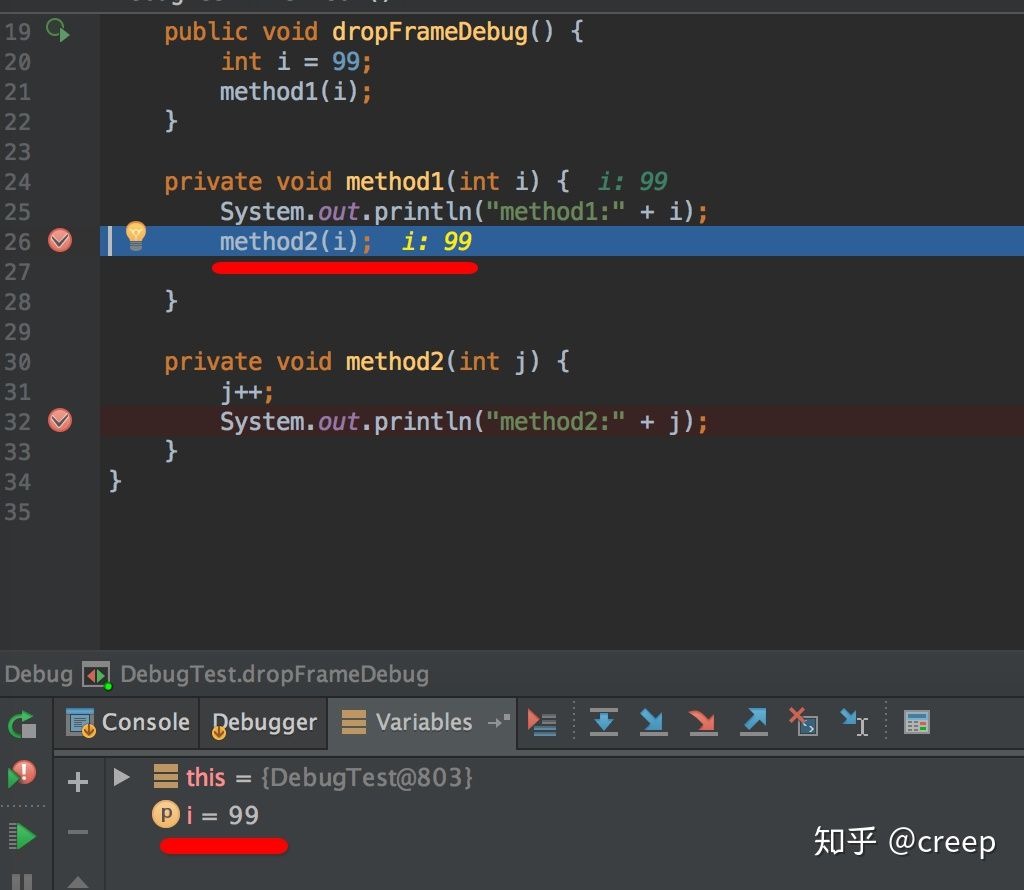 19 public void dropFrameDebug() {
20 int i = 99;
21 method1(i);
22 }
23
24 private void method1(int i) { i: 99
25 System.out.println("method1:" + i);
26 method2(i); i: 99
27
28 }
29
30 private void method2(int j) {
31 j++;
32 System.out.println("method2:" + j);
33 }
34 }
35
Debug DebugTest.dropFrameDebug
Console Debugger Variables
this = {DebugTest@803}
p i = 99
知乎 @creep